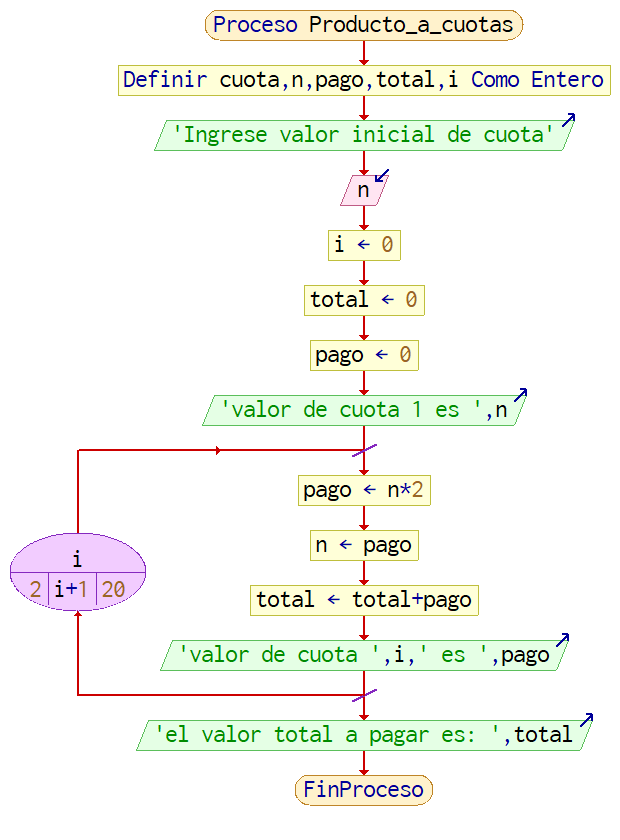 Proceso Producto_a_cuotas
Definir cuota,n,pago,total,i Como Entero
'Ingrese valor inicial de cuota'
n
i ← 0
total ← 0
pago ← 0
'valor de cuota 1 es ',n
pago ← n*2
n ← pago
i
2 i+1 20
total ← total+pago
'valor de cuota ',i,' es ',pago
'el valor total a pagar es: ',total
FinProceso